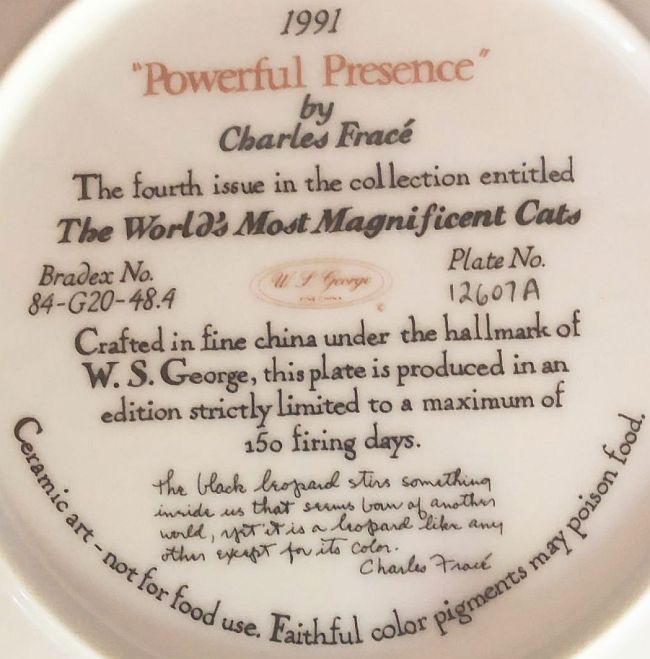 1991
"Powerful Presence"
by
Charles Fracé
The fourth issue in the collection entitled
The World's Most Magnificent Cats
Bradex No.
84-G20-48.4
W S George
FINE CHINA
Plate No.
12607A
Crafted in fine china under the hallmark of
W. S. George, this plate is produced in an
edition strictly limited to a maximum of
150 firing days.
the black leopard stirs something
inside us that seems born of another
world, yet it is a leopard like any
other except for its color.
Charles Fracé
Ceramic art - not for food use. Faithful color pigments may poison food.